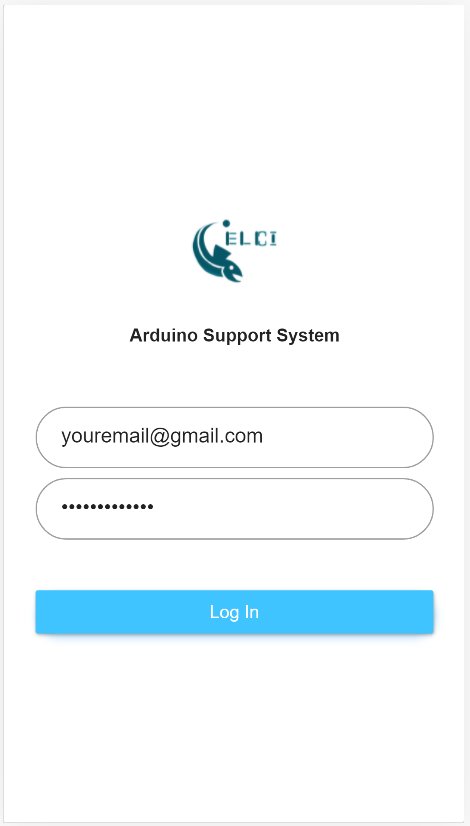 ELCI
Arduino Support System
youremail@gmail.com
•••••••••••••
Log In